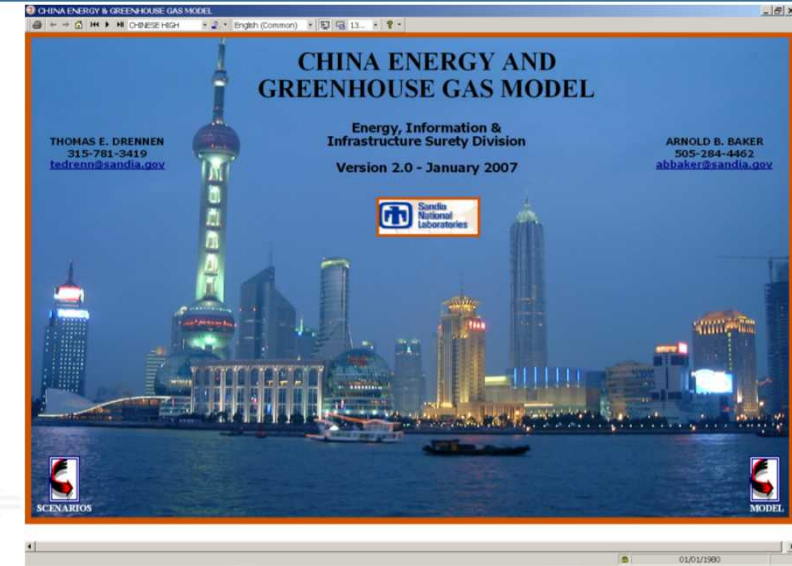 CHINA ENERGY & GREENHOUSE GAS MODEL
CHINESE HIGH
English (Common)
13...
CHINA ENERGY AND
GREENHOUSE GAS MODEL
Energy, Information &
Infrastructure Surety Division
Version 2.0 - January 2007
THOMAS E. DRENNEN
315-781-3419
tedrenn@sandia.gov
ARNOLD B. BAKER
505-284-4462
abbaker@sandia.gov
Sandia
National
Laboratories
SCENARIOS
MODEL
01/01/1980